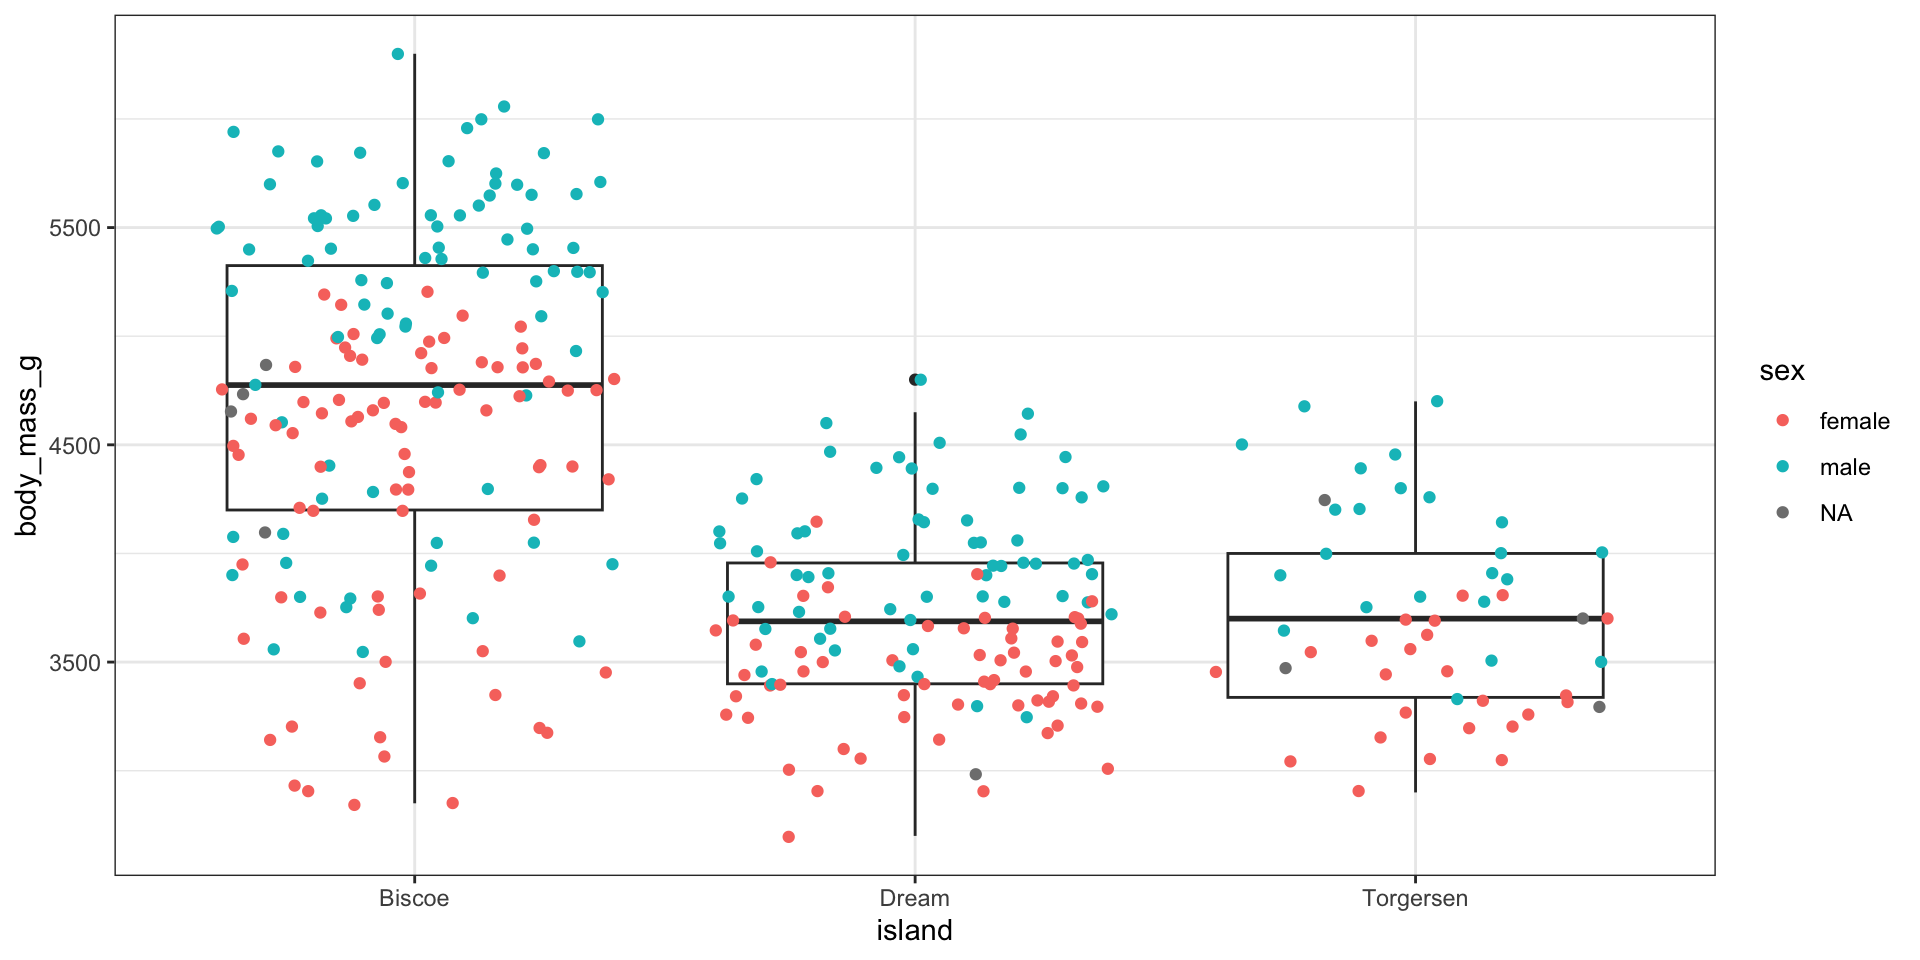 body_mass_g
5500
4500
3500
Biscoe
Dream
Torgersen
island
sex
female
male
NA